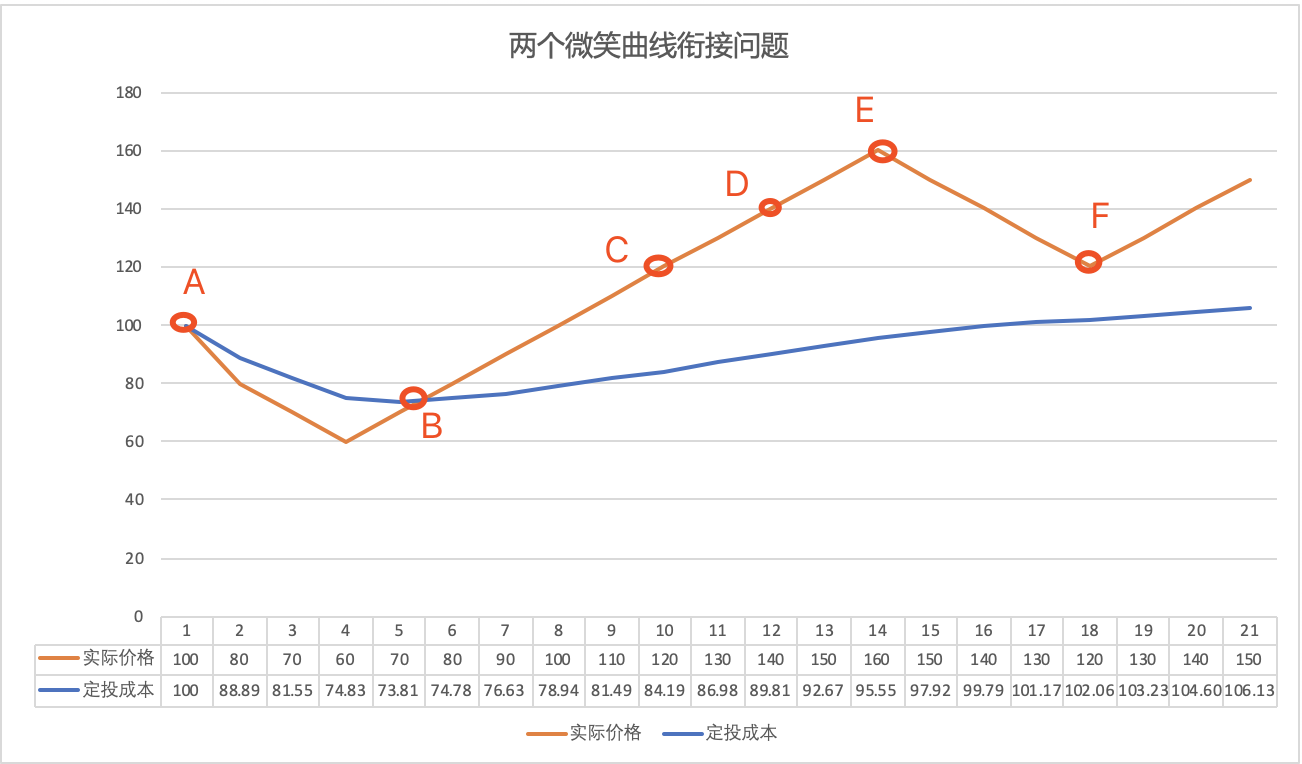 两个微笑曲线衔接问题
180
160
140
120
100
80
60
40
20
0
A
B
C
D
E
F
1 2 3 4 5 6 7 8 9 10 11 12 13 14 15 16 17 18 19 20 21
实际价格 100 80 70 60 70 80 90 100 110 120 130 140 150 160 150 140 130 120 130 140 150
定投成本 100 88.89 81.55 74.83 73.81 74.78 76.63 78.94 81.49 84.19 86.98 89.81 92.67 95.55 97.92 99.79 101.17 102.06 103.23 104.60 106.13
实际价格 定投成本